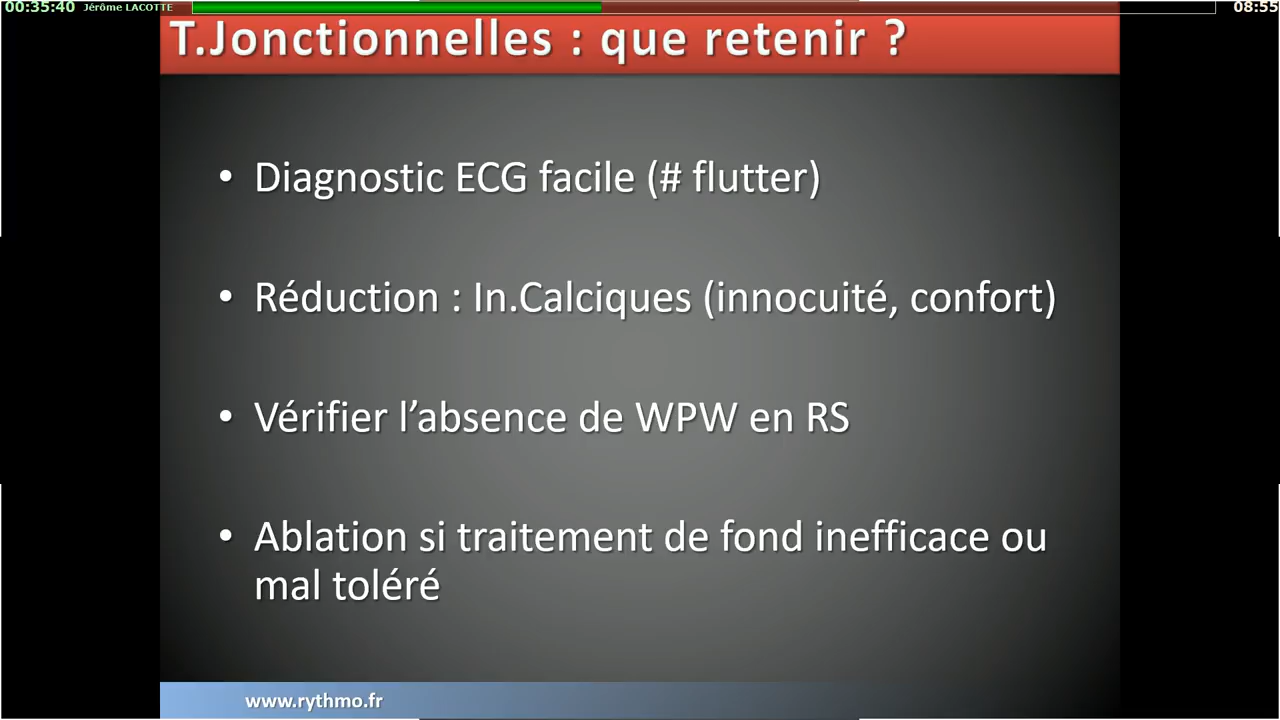 00:35:40 Jérôme LACOTTE 08:55
T.Jonctionnelles : que retenir ?
• Diagnostic ECG facile (# flutter)
• Réduction : In.Calciques (innocuité, confort)
• Vérifier l’absence de WPW en RS
• Ablation si traitement de fond inefficace ou
mal toléré
www.rythmo.fr